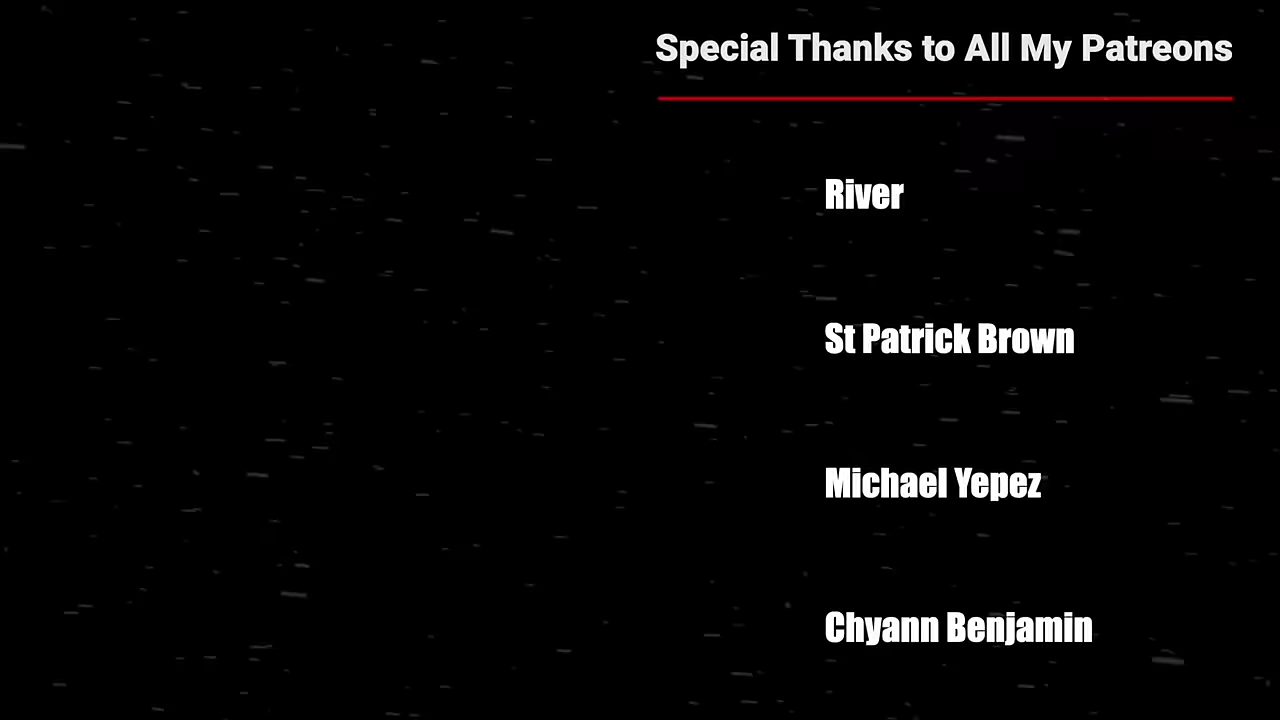 Special Thanks to All My Patreons
River
St Patrick Brown
Michael Yepez
Chyann Benjamin